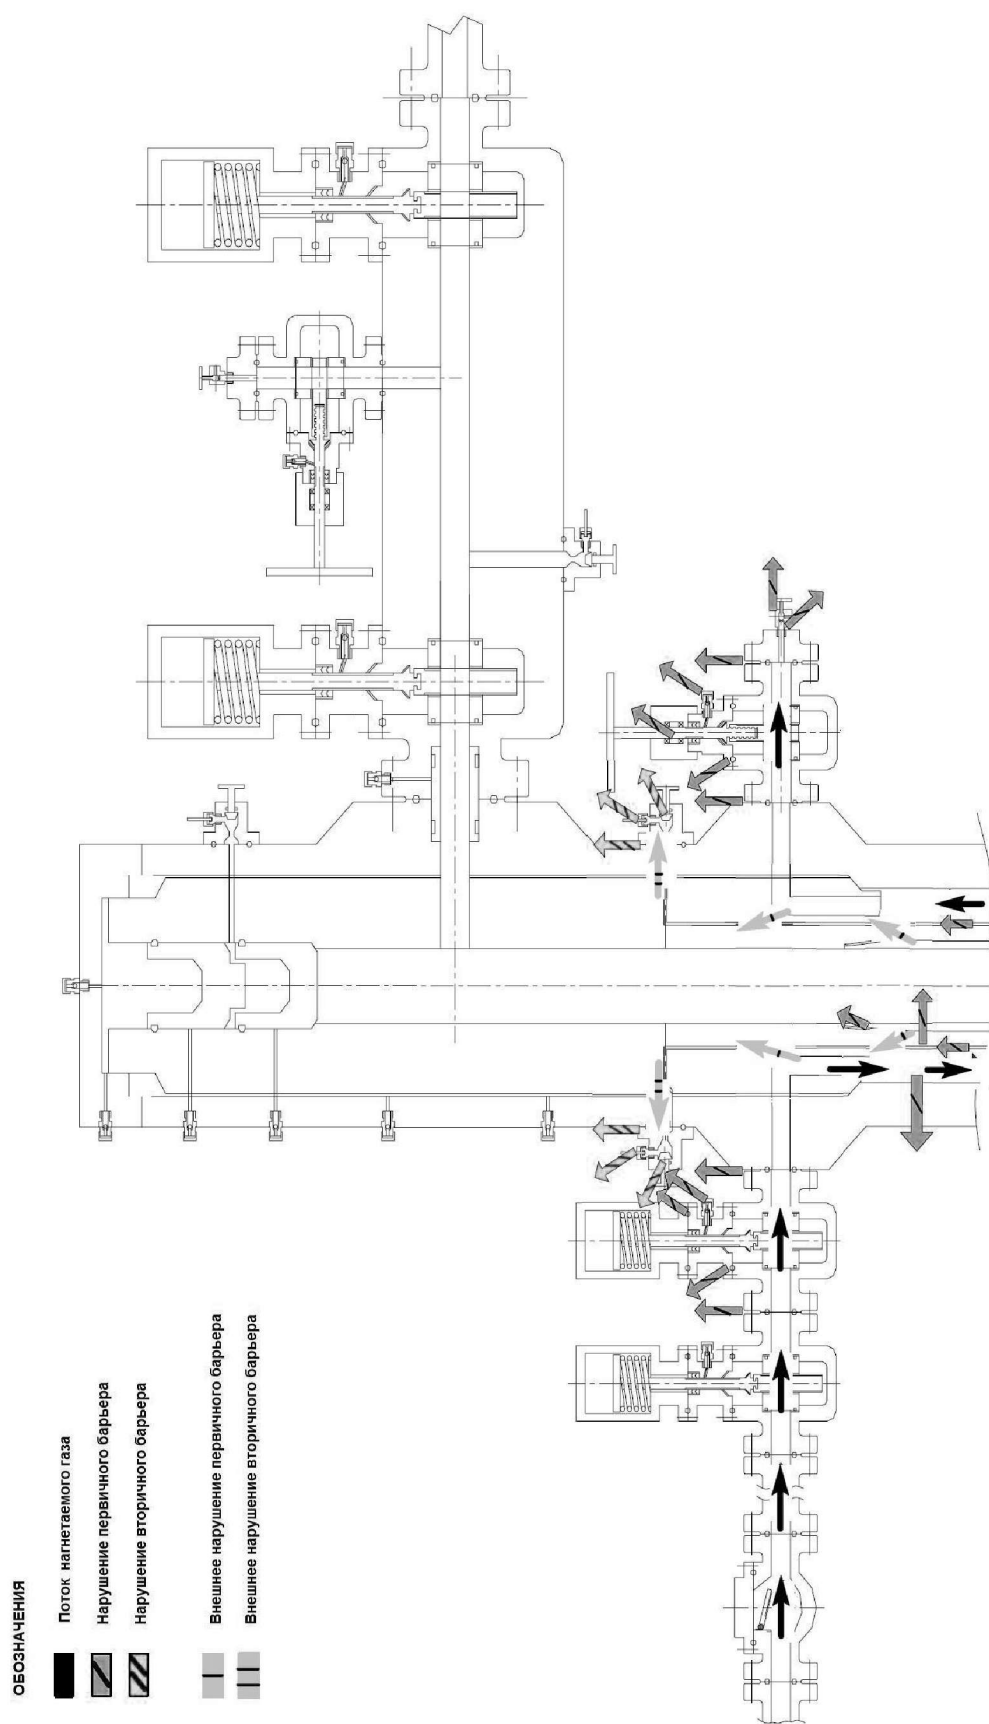 ОБОЗНАЧЕНИЯ
Поток нагнетаемого газа
Нарушение первичного барьера
Нарушение вторичного барьера
Внешнее нарушение первичного барьера
Внешнее нарушение вторичного барьера